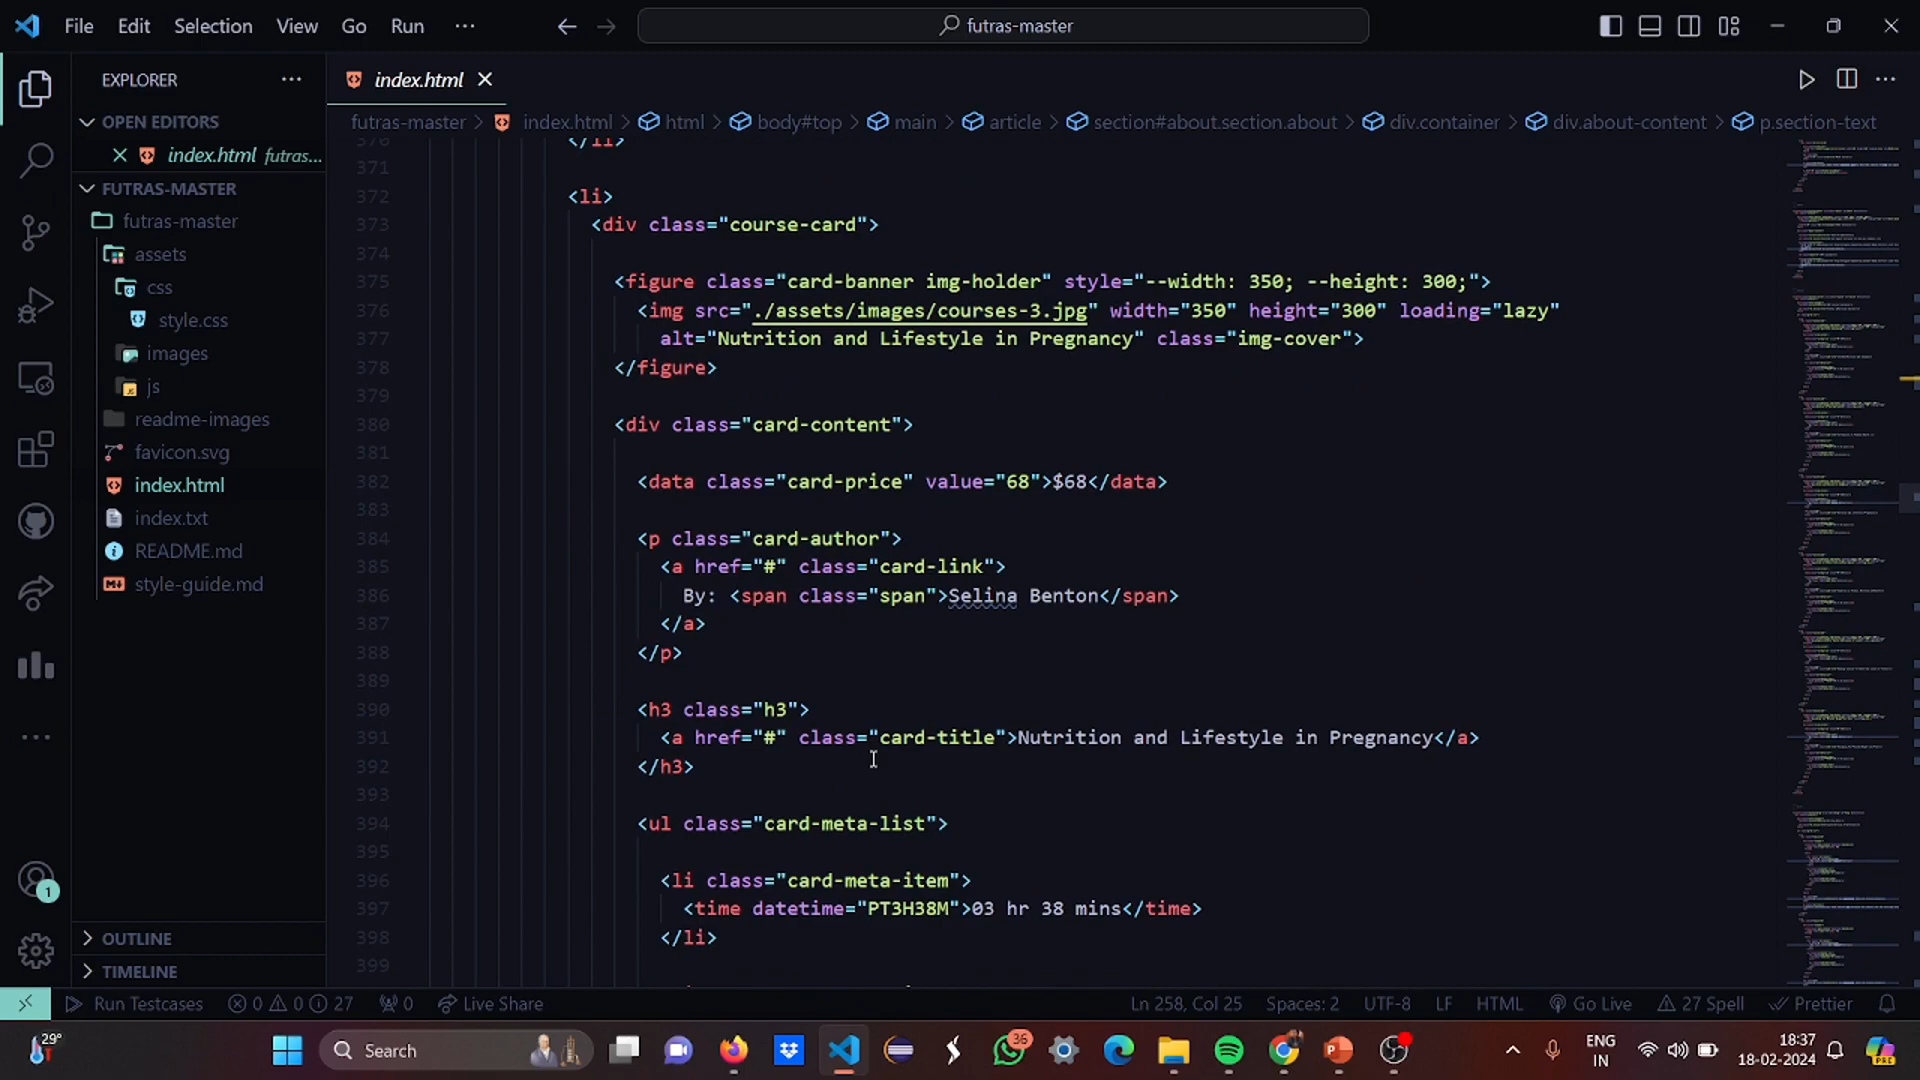 File Edit Selection View Go Run ···
futras-master
EXPLORER ···
index.html
OPEN EDITORS
index.html futras...
FUTRAS-MASTER
futras-master
assets
css
style.css
images
js
readme-images
favicon.svg
index.html
index.txt
README.md
style-guide.md
OUTLINE
TIMELINE
1
futras-master > index.html > html > body#top > main > article > section#about.section.about > div.container > div.about-content > p.section-text
370 </li>
371
372 <li>
373 <div class="course-card">
374
375 <figure class="card-banner img-holder" style="--width: 350; --height: 300;">
376 <img src="./assets/images/courses-3.jpg" width="350" height="300" loading="lazy"
377 alt="Nutrition and Lifestyle in Pregnancy" class="img-cover">
378 </figure>
379
380 <div class="card-content">
381
382 <data class="card-price" value="68">$68</data>
383
384 <p class="card-author">
385 <a href="#" class="card-link">
386 By: <span class="span">Selina Benton</span>
387 </a>
388 </p>
389
390 <h3 class="h3">
391 <a href="#" class="card-title">Nutrition and Lifestyle in Pregnancy</a>
392 </h3>
393
394 <ul class="card-meta-list">
395
396 <li class="card-meta-item">
397 <time datetime="PT3H38M">03 hr 38 mins</time>
398 </li>
399
Run Testcases 0 0 27 0 Live Share Ln 258, Col 25 Spaces: 2 UTF-8 LF HTML Go Live 27 Spell Prettier
29° Search 36 ENG 18:37
IN 18-02-2024
PRE